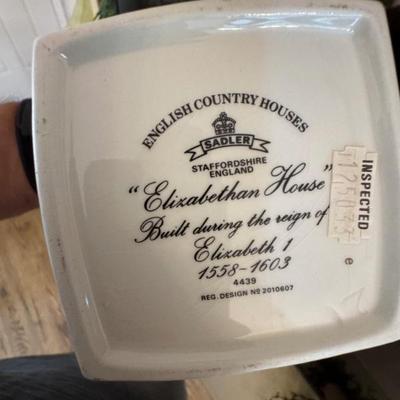 ENGLISH COUNTRY HOUSES
SADLER
STAFFORDSHIRE
ENGLAND
"Elizabethan House"
Built during the reign of
Elizabeth 1
1558-1603
4439
REG. DESIGN Nº 2010607
INSPECTED
e